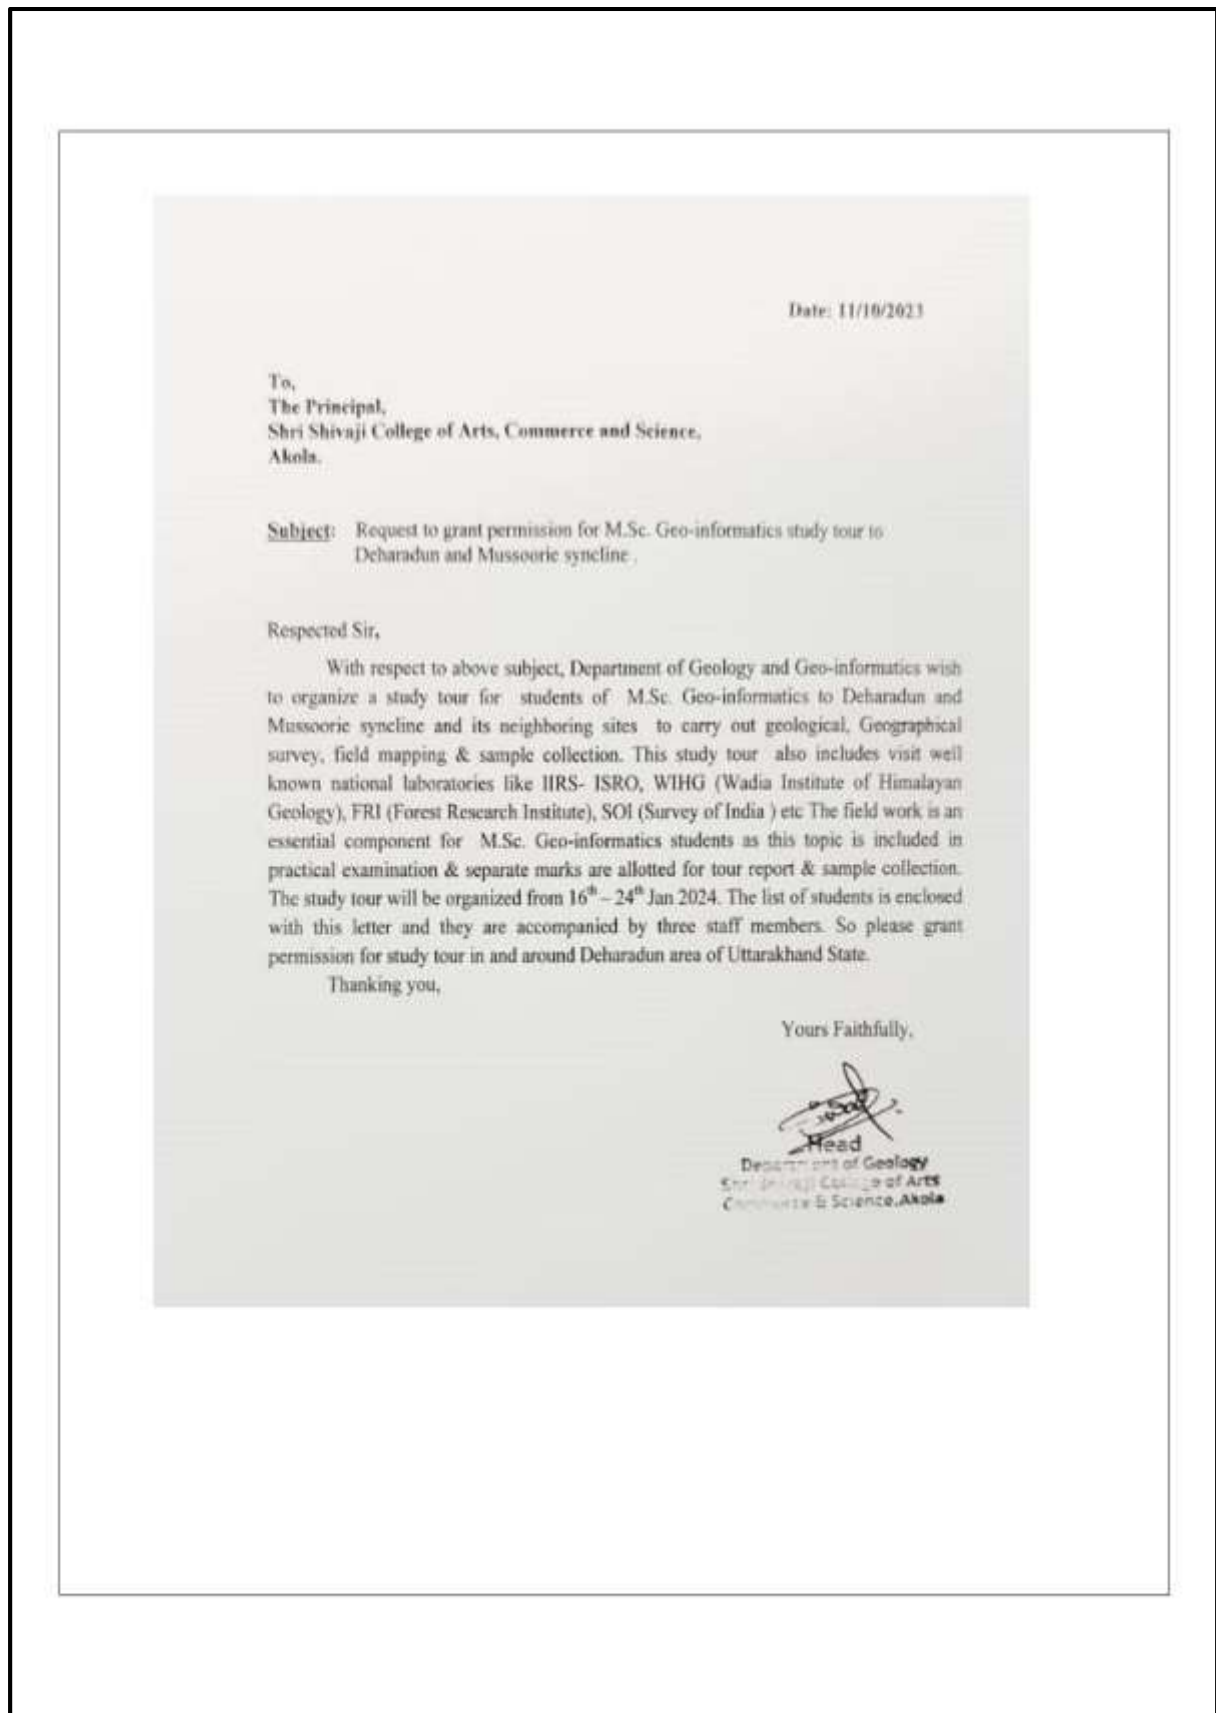 Date: 11/10/2023
To,
The Principal,
Shri Shivaji College of Arts, Commerce and Science,
Akola.
Subject: Request to grant permission for M.Sc. Geo-informatics study tour to
Deharadun and Mussoorie syncline .
Respected Sir,
With respect to above subject, Department of Geology and Geo-informatics wish
to organize a study tour for students of M.Sc. Geo-informatics to Deharadun and
Mussoorie syncline and its neighboring sites to carry out geological, Geographical
survey, field mapping & sample collection. This study tour also includes visit well
known national laboratories like IIRS- ISRO, WIHG (Wadia Institute of Himalayan
Geology), FRI (Forest Research Institute), SOI (Survey of India ) etc The field work is an
essential component for M.Sc. Geo-informatics students as this topic is included in
practical examination & separate marks are allotted for tour report & sample collection.
The study tour will be organized from 16th – 24th Jan 2024. The list of students is enclosed
with this letter and they are accompanied by three staff members. So please grant
permission for study tour in and around Deharadun area of Uttarakhand State.
Thanking you,
Yours Faithfully,
Head
Department of Geology
Shri Shivaji College of Arts
Commerce & Science,Akola